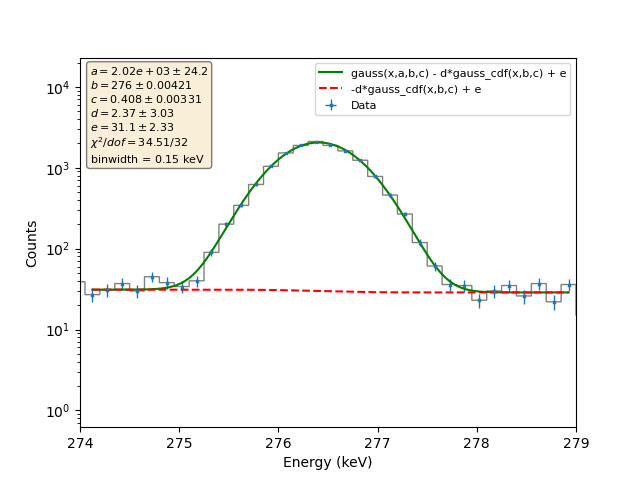 a = 2.02e + 03 ± 24.2
b = 276 ± 0.00421
c = 0.408 ± 0.00331
d = 2.37 ± 3.03
e = 31.1 ± 2.33
χ²/dof = 34.51/32
binwidth = 0.15 keV
gauss(x,a,b,c) - d*gauss_cdf(x,b,c) + e
-d*gauss_cdf(x,b,c) + e
Data
Counts
10⁴
10³
10²
10¹
10⁰
274 275 276 277 278 279
Energy (keV)